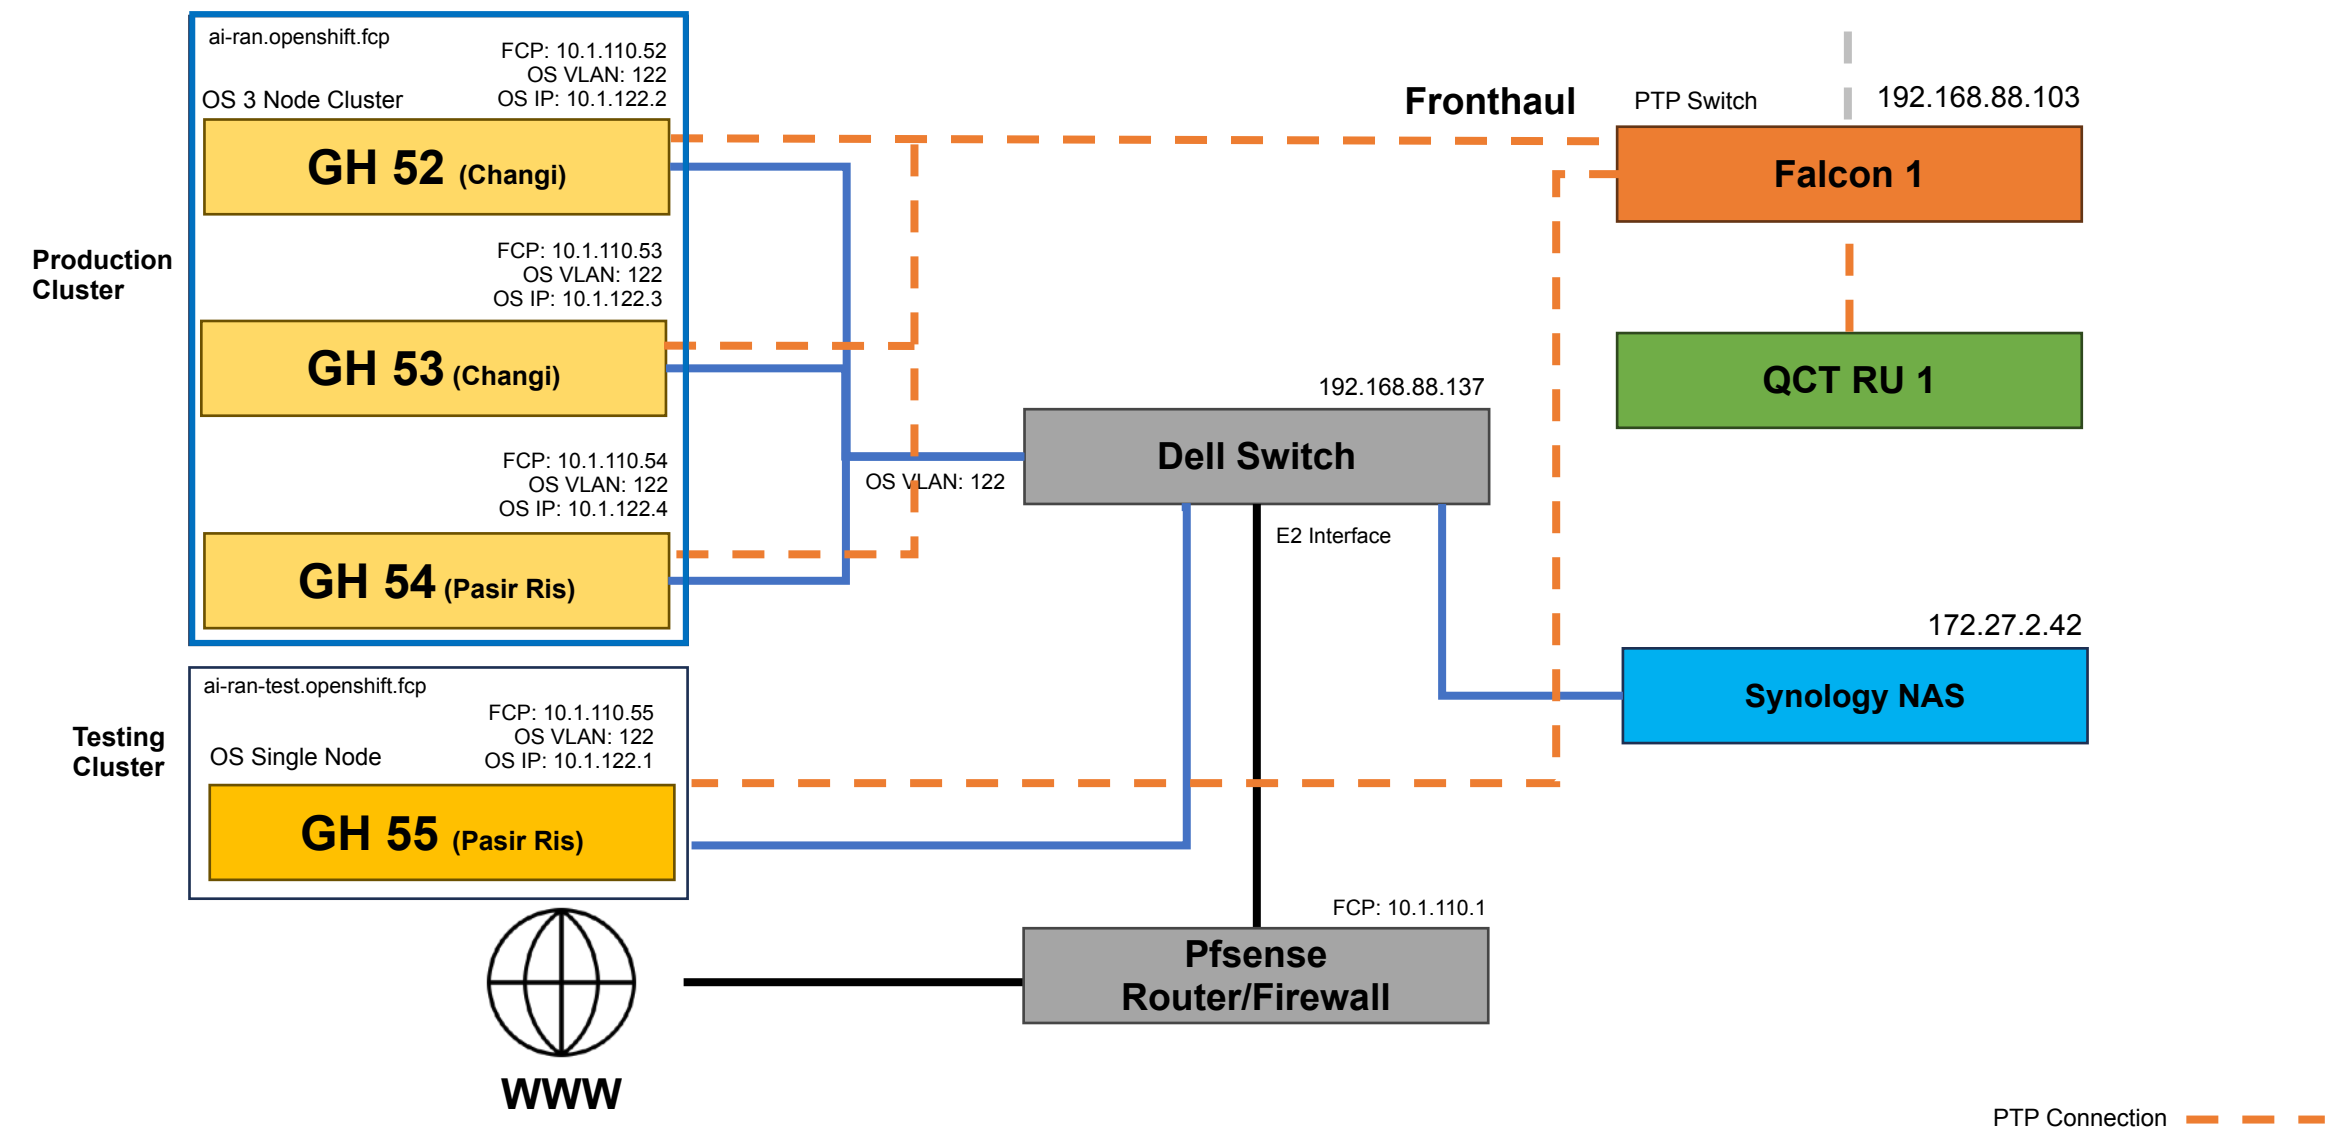 ai-ran.openshift.fcp
FCP: 10.1.110.52
OS VLAN: 122
OS IP: 10.1.122.2
OS 3 Node Cluster
GH 52 (Changi)
Production
Cluster
FCP: 10.1.110.53
OS VLAN: 122
OS IP: 10.1.122.3
GH 53 (Changi)
FCP: 10.1.110.54
OS VLAN: 122
OS IP: 10.1.122.4
GH 54 (Pasir Ris)
Testing
Cluster
ai-ran-test.openshift.fcp
FCP: 10.1.110.55
OS VLAN: 122
OS IP: 10.1.122.1
OS Single Node
GH 55 (Pasir Ris)
WWW
Fronthaul
PTP Switch
192.168.88.103
Falcon 1
QCT RU 1
192.168.88.137
Dell Switch
OS VLAN: 122
E2 Interface
172.27.2.42
Synology NAS
FCP: 10.1.110.1
Pfsense
Router/Firewall
PTP Connection